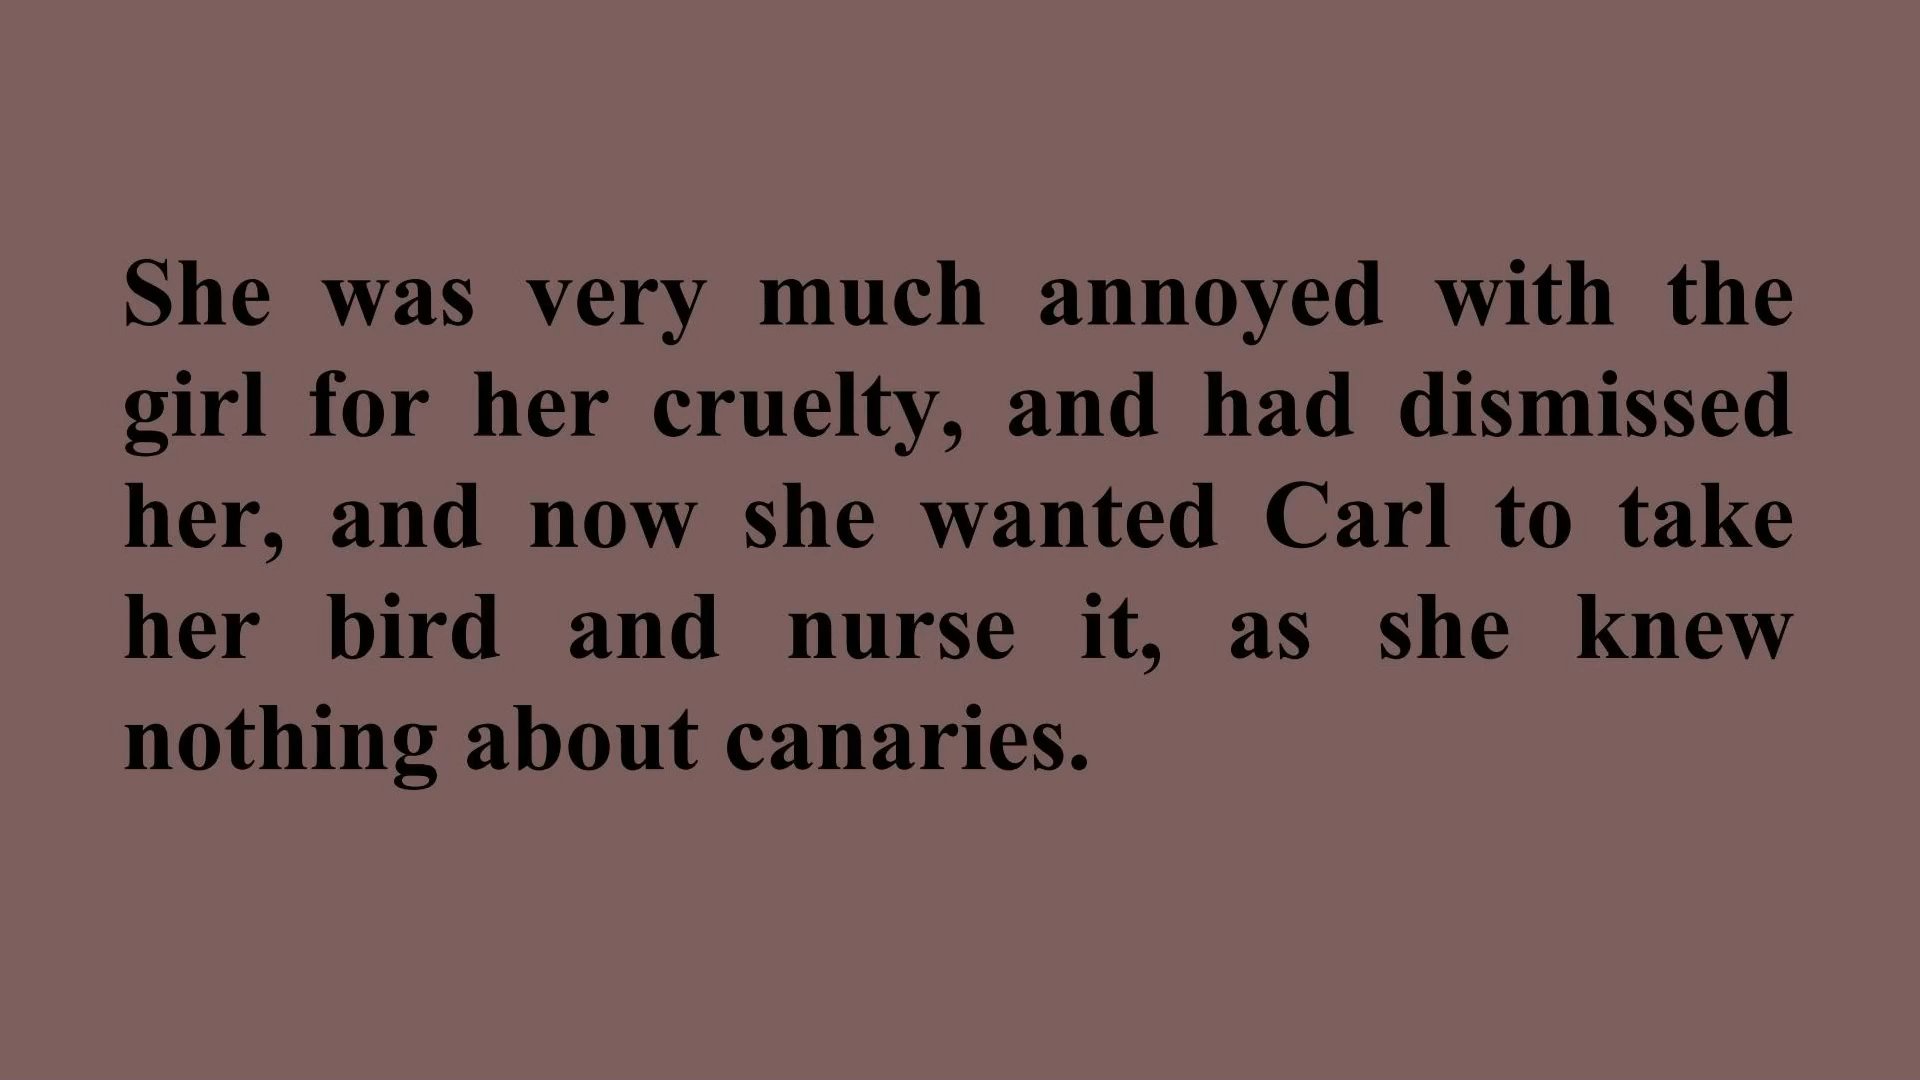 She was very much annoyed with the
girl for her cruelty, and had dismissed
her, and now she wanted Carl to take
her bird and nurse it, as she knew
nothing about canaries.